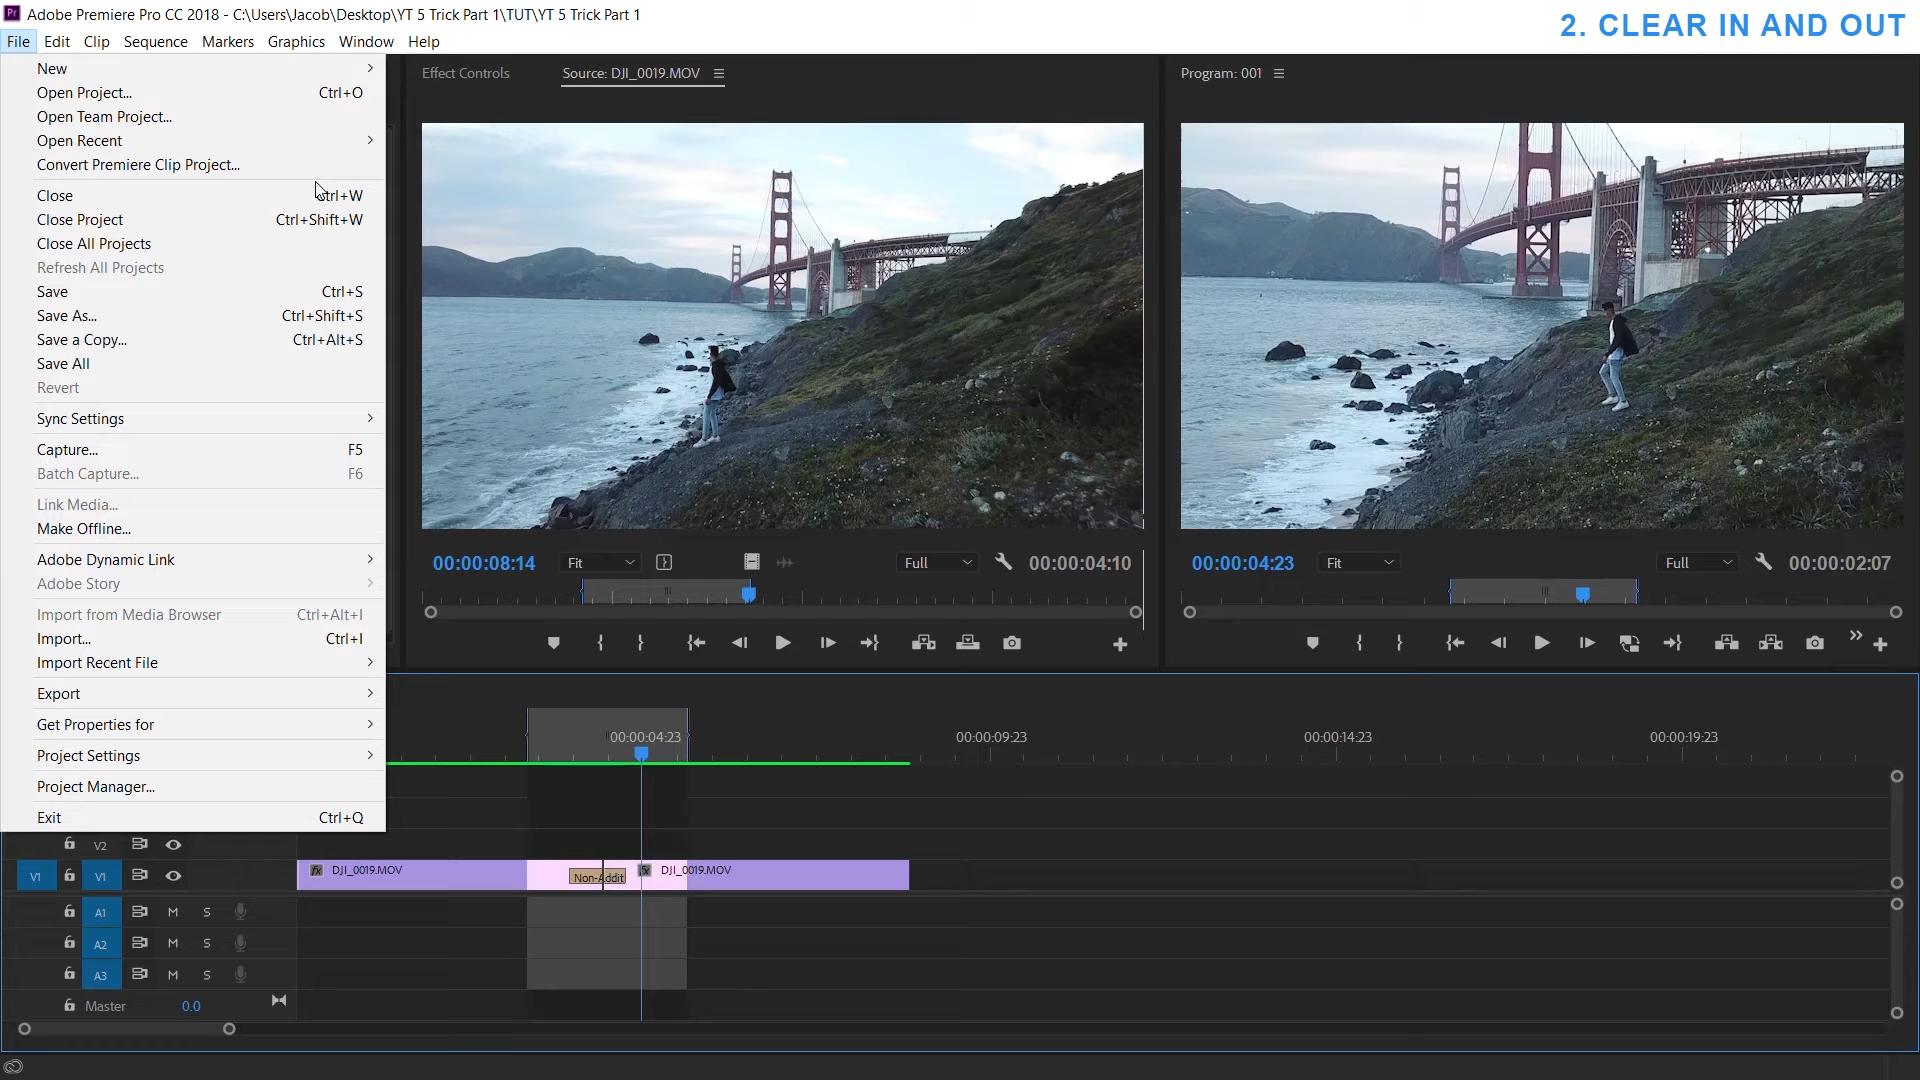 Pr Adobe Premiere Pro CC 2018 - C:\Users\Jacob\Desktop\YT 5 Trick Part 1\TUT\YT 5 Trick Part 1
2. CLEAR IN AND OUT
File Edit Clip Sequence Markers Graphics Window Help
New
Open Project... Ctrl+O
Open Team Project...
Open Recent
Convert Premiere Clip Project...
Close Ctrl+W
Close Project Ctrl+Shift+W
Close All Projects
Refresh All Projects
Save Ctrl+S
Save As... Ctrl+Shift+S
Save a Copy... Ctrl+Alt+S
Save All
Revert
Sync Settings
Capture... F5
Batch Capture... F6
Link Media...
Make Offline...
Adobe Dynamic Link
Adobe Story
Import from Media Browser Ctrl+Alt+I
Import... Ctrl+I
Import Recent File
Export
Get Properties for
Project Settings
Project Manager...
Exit Ctrl+Q
Effect Controls Source: DJI_0019.MOV
Program: 001
00:00:08:14 Fit Full 00:00:04:10
00:00:04:23 Fit Full 00:00:02:07
00:00:04:23 00:00:09:23 00:00:14:23 00:00:19:23
V2
V1 V1 fx DJI_0019.MOV Non-Addit fx DJI_0019.MOV
A1 M S
A2 M S
A3 M S
Master 0.0